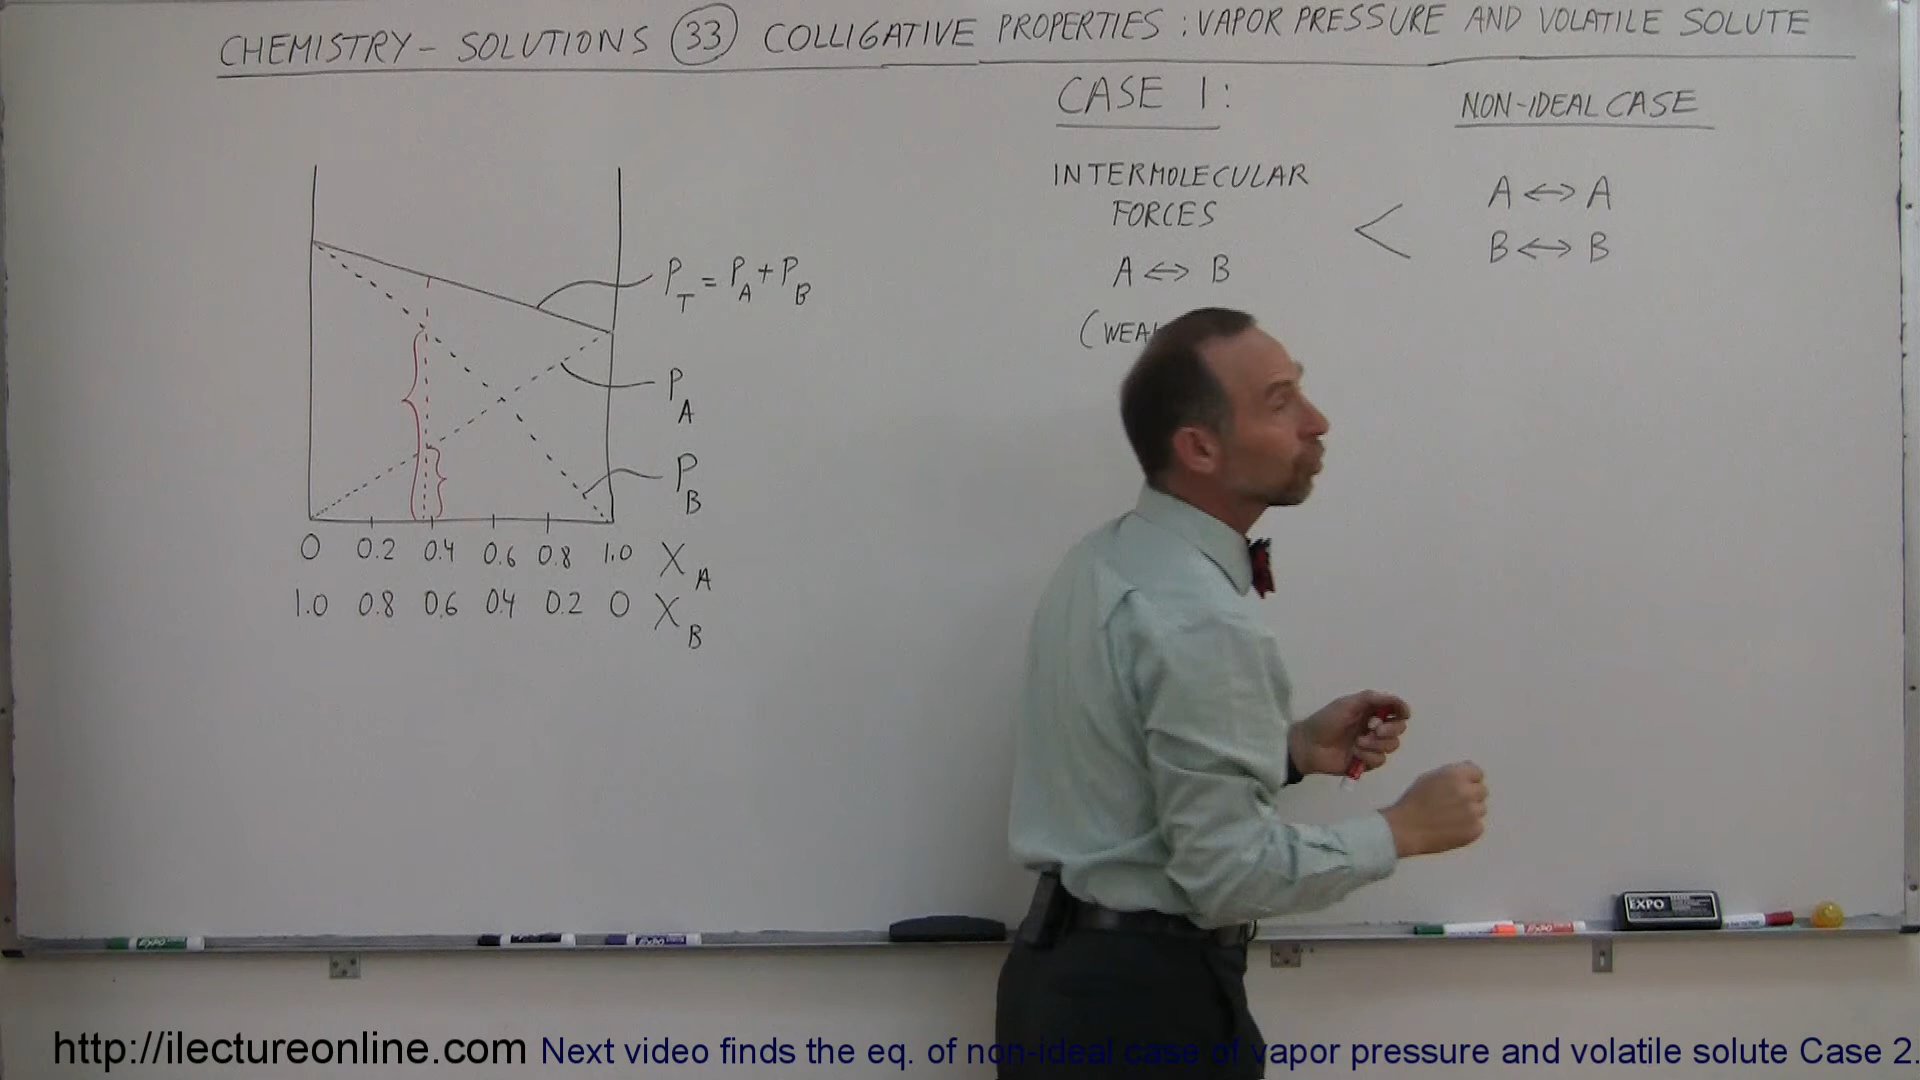 CHEMISTRY - SOLUTIONS 33 COLLIGATIVE PROPERTIES : VAPOR PRESSURE AND VOLATILE SOLUTE
CASE 1:
NON-IDEAL CASE
INTERMOLECULAR
FORCES
A <-> B
<
A <-> A
B <-> B
P_T = P_A + P_B
P_A
P_B
0 0.2 0.4 0.6 0.8 1.0 X_A
1.0 0.8 0.6 0.4 0.2 0 X_B
EXPO
http://ilectureonline.com Next video finds the eq. of non-ideal case of vapor pressure and volatile solute Case 2.